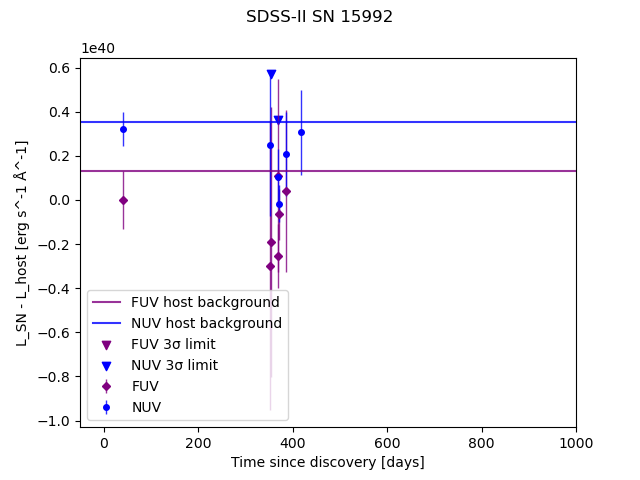 SDSS-II SN 15992
1e40
0.6
0.4
0.2
0.0
−0.2
−0.4
−0.6
−0.8
−1.0
L_SN - L_host [erg s^-1 Å^-1]
FUV host background
NUV host background
FUV 3σ limit
NUV 3σ limit
FUV
NUV
0 200 400 600 800 1000
Time since discovery [days]